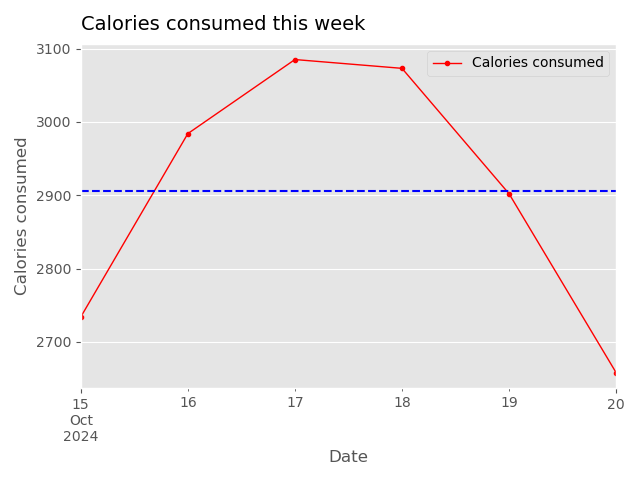 Calories consumed this week
3100
Calories consumed
3000
2900
2800
2700
Calories consumed
15 16 17 18 19 20
Oct
2024
Date